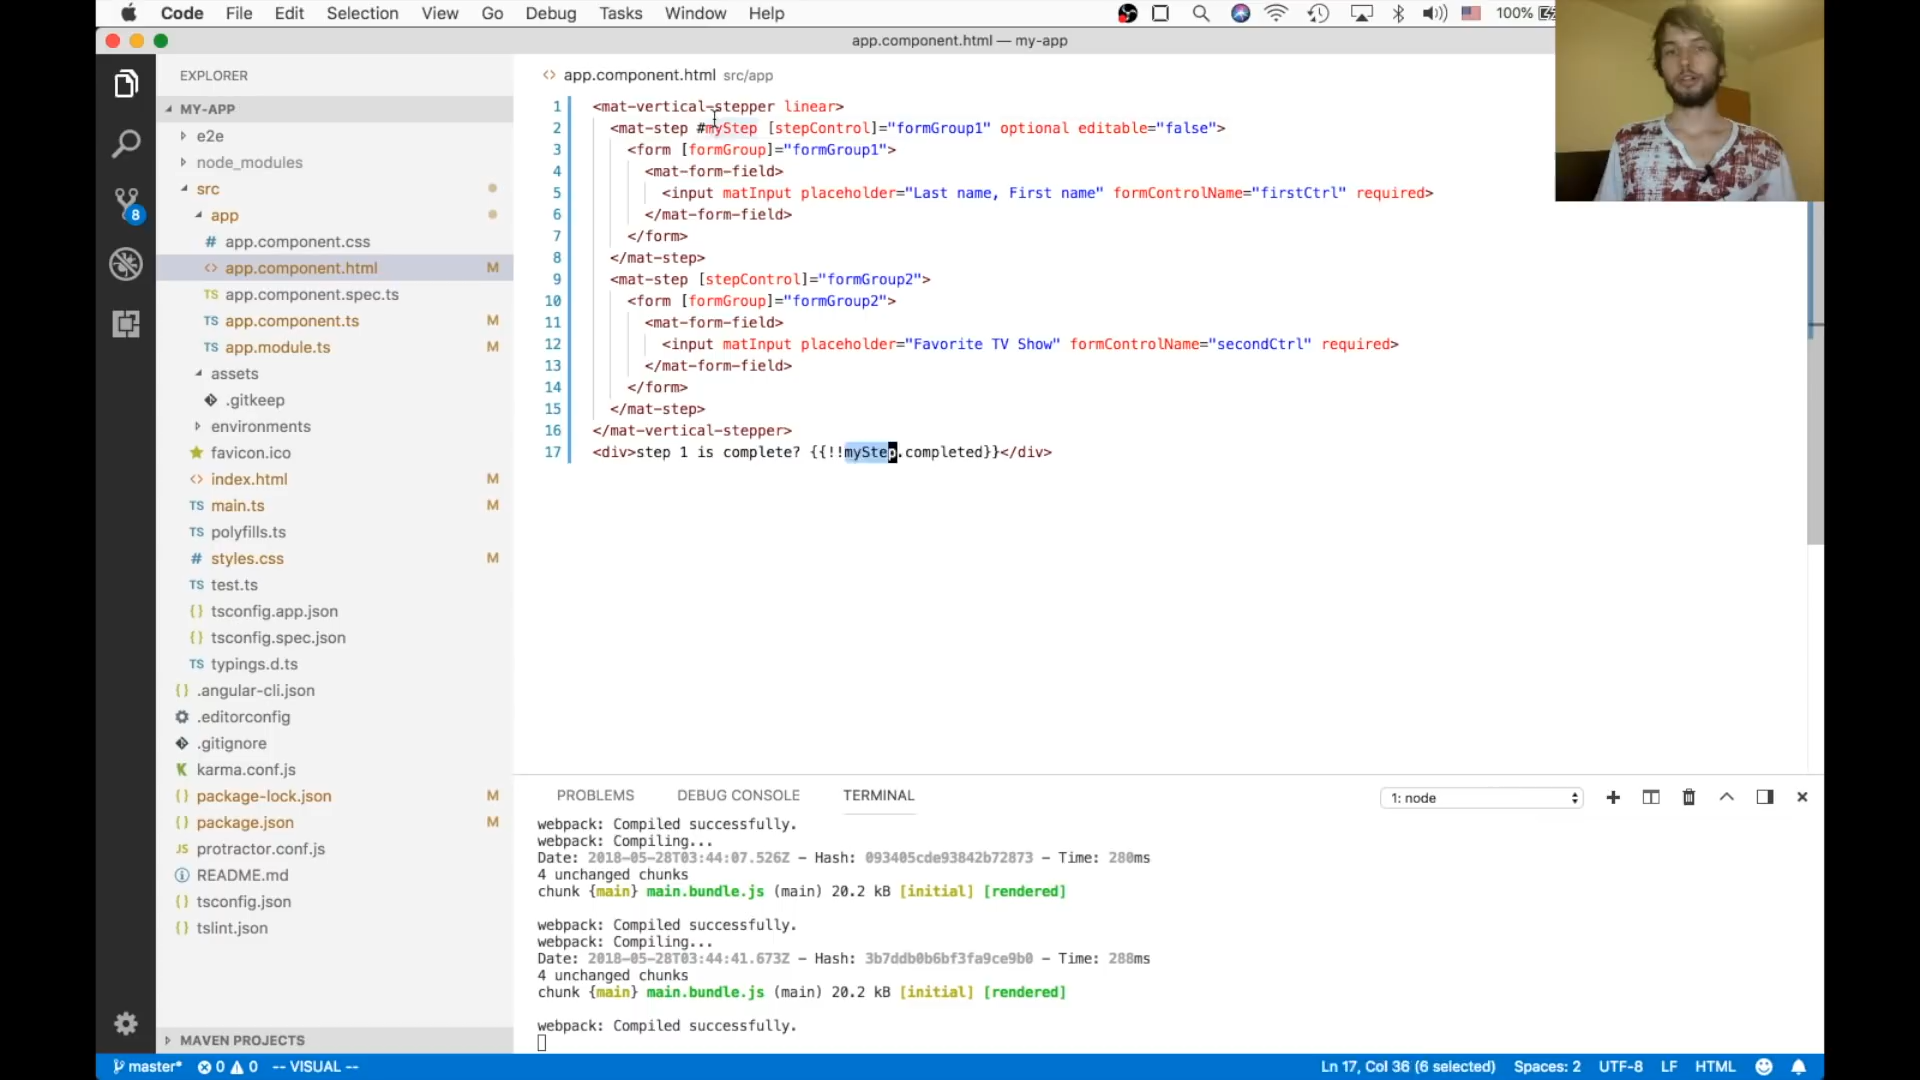 Code File Edit Selection View Go Debug Tasks Window Help 100%
app.component.html — my-app
EXPLORER
MY-APP
e2e
node_modules
src
app
# app.component.css
<> app.component.html M
TS app.component.spec.ts
TS app.component.ts M
TS app.module.ts M
assets
.gitkeep
environments
favicon.ico
<> index.html M
TS main.ts M
TS polyfills.ts
# styles.css M
TS test.ts
{} tsconfig.app.json
{} tsconfig.spec.json
TS typings.d.ts
{} .angular-cli.json
.editorconfig
.gitignore
K karma.conf.js
{} package-lock.json M
{} package.json M
JS protractor.conf.js
README.md
{} tsconfig.json
{} tslint.json
MAVEN PROJECTS
8
<> app.component.html src/app
1 <mat-vertical-stepper linear>
2 <mat-step #myStep [stepControl]="formGroup1" optional editable="false">
3 <form [formGroup]="formGroup1">
4 <mat-form-field>
5 <input matInput placeholder="Last name, First name" formControlName="firstCtrl" required>
6 </mat-form-field>
7 </form>
8 </mat-step>
9 <mat-step [stepControl]="formGroup2">
10 <form [formGroup]="formGroup2">
11 <mat-form-field>
12 <input matInput placeholder="Favorite TV Show" formControlName="secondCtrl" required>
13 </mat-form-field>
14 </form>
15 </mat-step>
16 </mat-vertical-stepper>
17 <div>step 1 is complete? {{!!myStep.completed}}</div>
PROBLEMS DEBUG CONSOLE TERMINAL 1: node
webpack: Compiled successfully.
webpack: Compiling...
Date: 2018-05-28T03:44:07.526Z - Hash: 093405cde93842b72873 - Time: 280ms
4 unchanged chunks
chunk {main} main.bundle.js (main) 20.2 kB [initial] [rendered]
webpack: Compiled successfully.
webpack: Compiling...
Date: 2018-05-28T03:44:41.673Z - Hash: 3b7ddb0b6bf3fa9ce9b0 - Time: 288ms
4 unchanged chunks
chunk {main} main.bundle.js (main) 20.2 kB [initial] [rendered]
webpack: Compiled successfully.
master* 0 0 -- VISUAL -- Ln 17, Col 36 (6 selected) Spaces: 2 UTF-8 LF HTML